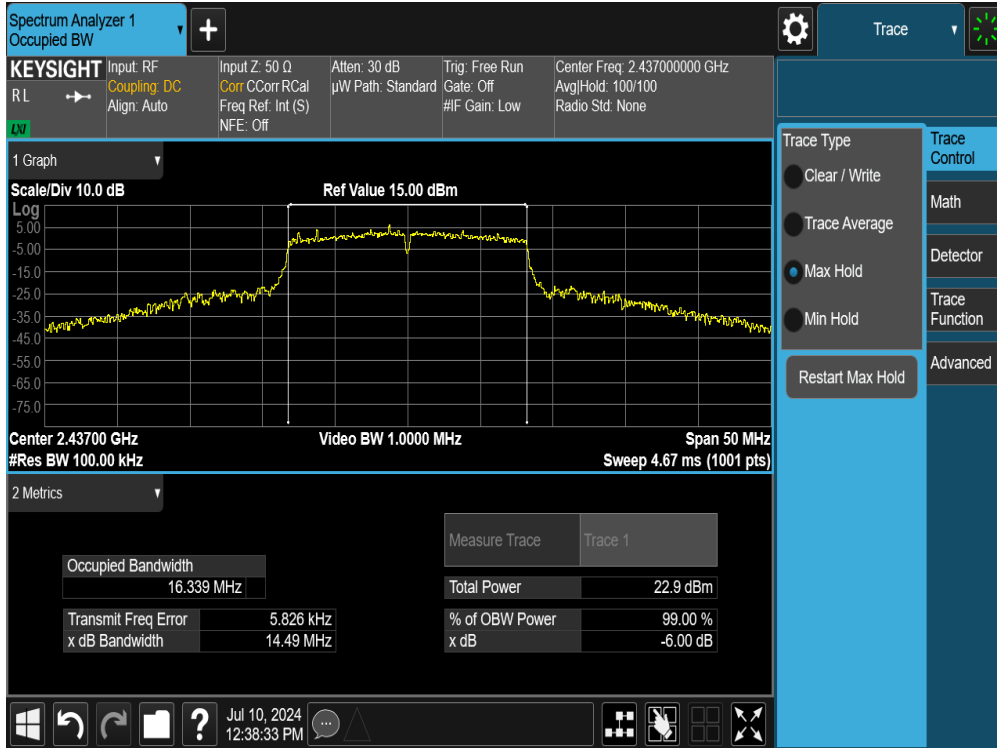 Spectrum Analyzer 1
Occupied BW
+
Trace
KEYSIGHT
RL
LXI
Input: RF
Coupling: DC
Align: Auto
Input Z: 50 Ω
Corr CCorr RCal
Freq Ref: Int (S)
NFE: Off
Atten: 30 dB
µW Path: Standard
Trig: Free Run
Gate: Off
#IF Gain: Low
Center Freq: 2.437000000 GHz
Avg|Hold: 100/100
Radio Std: None
1 Graph
Scale/Div 10.0 dB
Ref Value 15.00 dBm
Log
5.00
-5.00
-15.0
-25.0
-35.0
-45.0
-55.0
-65.0
-75.0
Center 2.43700 GHz
Video BW 1.0000 MHz
Span 50 MHz
#Res BW 100.00 kHz
Sweep 4.67 ms (1001 pts)
2 Metrics
Measure Trace Trace 1
Occupied Bandwidth
16.339 MHz
Total Power 22.9 dBm
Transmit Freq Error 5.826 kHz
% of OBW Power 99.00 %
x dB Bandwidth 14.49 MHz
x dB -6.00 dB
Trace Type
Clear / Write
Trace Average
Max Hold
Min Hold
Restart Max Hold
Trace
Control
Math
Detector
Trace
Function
Advanced
?
Jul 10, 2024
12:38:33 PM